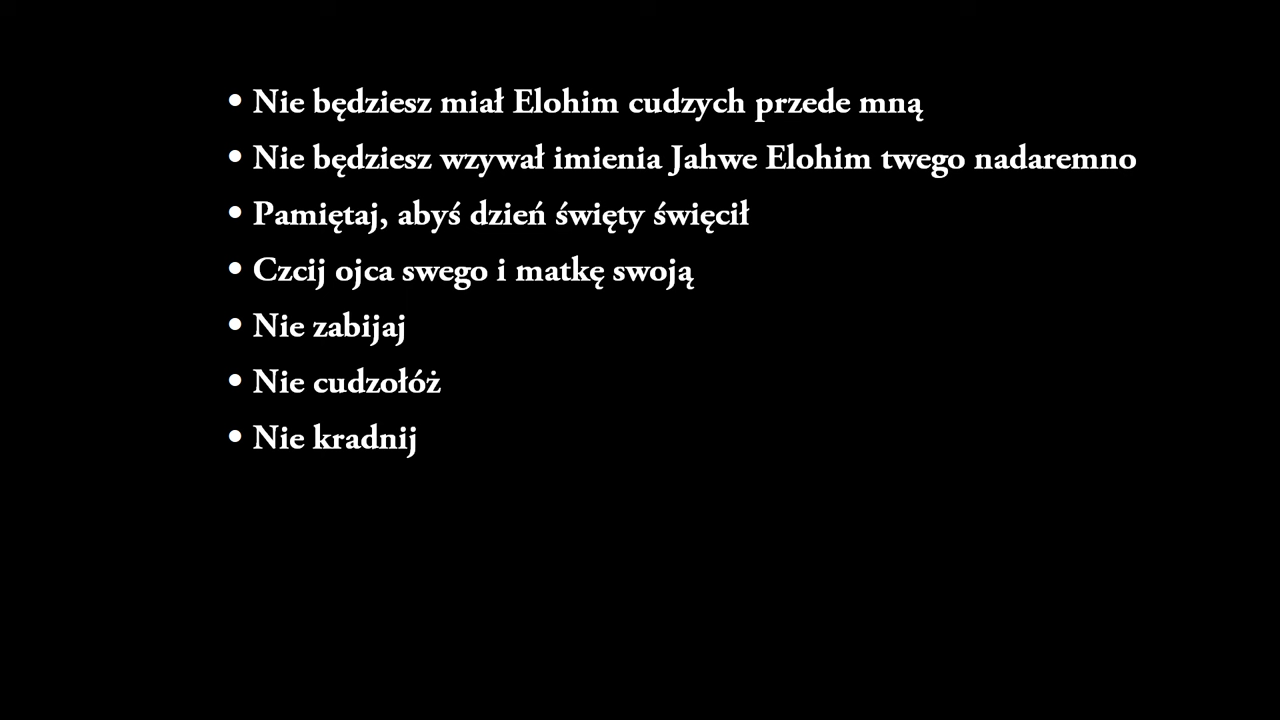 • Nie będziesz miał Elohim cudzych przede mną
• Nie będziesz wzywał imienia Jahwe Elohim twego nadaremno
• Pamiętaj, abyś dzień święty święcił
• Czcij ojca swego i matkę swoją
• Nie zabijaj
• Nie cudzołóż
• Nie kradnij